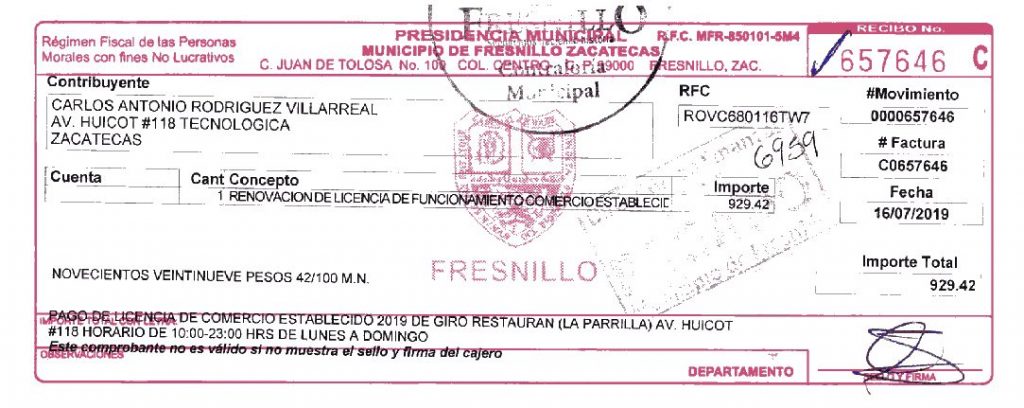 FRESNILLO
Contraloría
Municipal
Régimen Fiscal de las Personas
Morales con fines No Lucrativos
PRESIDENCIA MUNICIPAL
MUNICIPIO DE FRESNILLO ZACATECAS
C. JUAN DE TOLOSA No. 100 COL. CENTRO C.P. 99000 FRESNILLO, ZAC.
R.F.C. MFR-850101-5M4
RECIBO No.
657646 C
Contribuyente
CARLOS ANTONIO RODRIGUEZ VILLARREAL
AV. HUICOT #118 TECNOLOGICA
ZACATECAS
RFC
ROVC680116TW7
6959
#Movimiento
0000657646
# Factura
C0657646
Fecha
16/07/2019
Cuenta Cant Concepto Importe
1 RENOVACION DE LICENCIA DE FUNCIONAMIENTO COMERCIO ESTABLECID 929.42
FRESNILLO
Importe Total
929.42
NOVECIENTOS VEINTINUEVE PESOS 42/100 M.N.
IMPORTE TOTAL CON LETRA
PAGO DE LICENCIA DE COMERCIO ESTABLECIDO 2019 DE GIRO RESTAURAN (LA PARRILLA) AV. HUICOT
#118 HORARIO DE 10:00-23:00 HRS DE LUNES A DOMINGO
Este comprobante no es válido si no muestra el sello y firma del cajero
OBSERVACIONES
DEPARTAMENTO
SELLO Y FIRMA